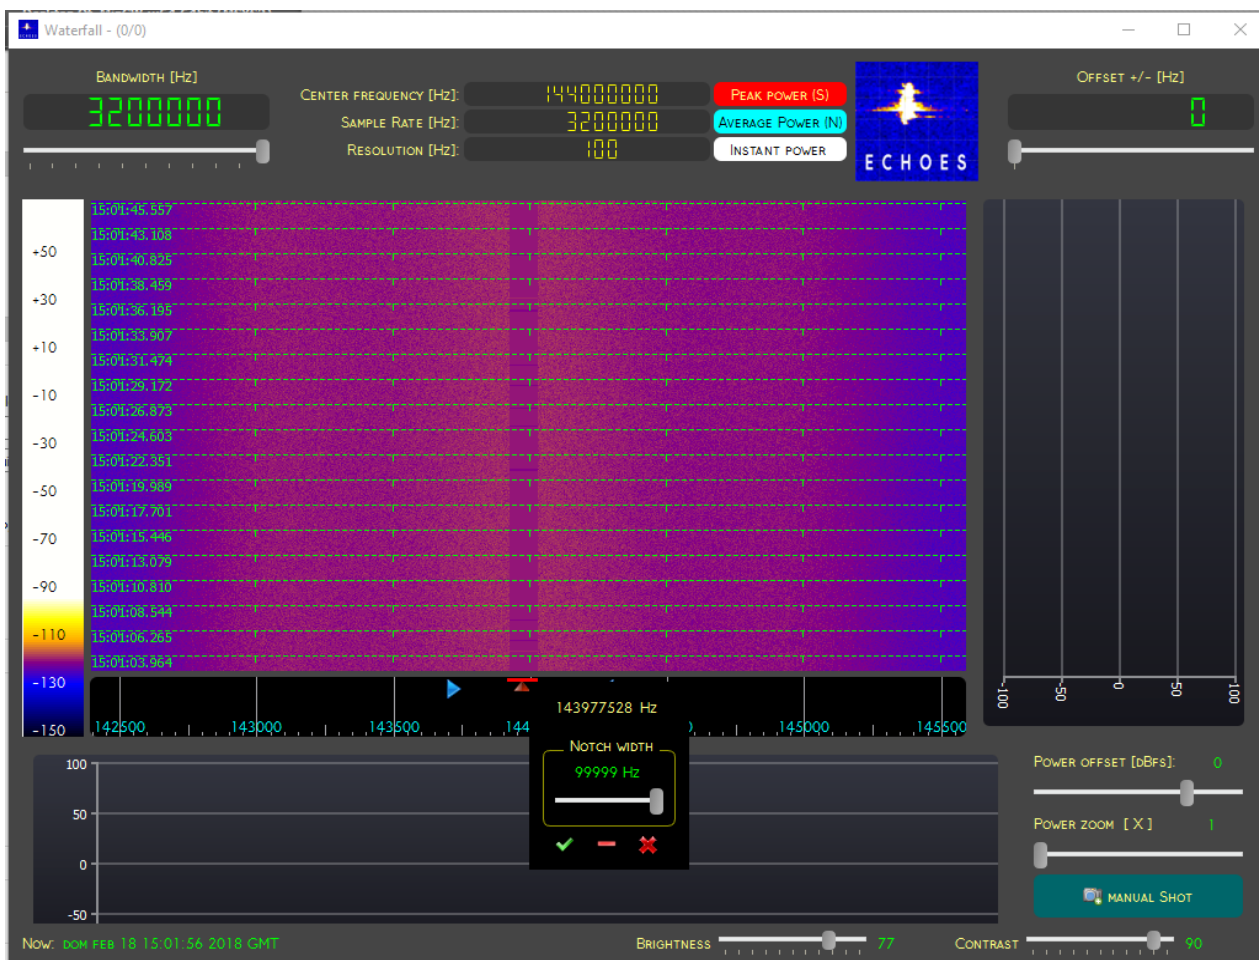 Waterfall - (0/0)
Bandwidth [Hz]
3200000
Center frequency [Hz]:
144000000
Peak power (S)
Sample Rate [Hz]:
3200000
Average Power (N)
Resolution [Hz]:
100
Instant power
ECHOES
Offset +/- [Hz]
0
+50
+30
+10
-10
-30
-50
-70
-90
-110
-130
-150
15:01:45.557
15:01:43.108
15:01:40.825
15:01:38.459
15:01:36.195
15:01:33.907
15:01:31.474
15:01:29.172
15:01:26.873
15:01:24.603
15:01:22.351
15:01:19.989
15:01:17.701
15:01:15.446
15:01:13.079
15:01:10.810
15:01:08.544
15:01:06.265
15:01:03.964
142500
143000
143500
144
145000
145500
-100
-50
0
50
100
143977528 Hz
Notch width
99999 Hz
100
50
0
-50
Power offset [dBfs]:
0
Power zoom [ X ]
1
Manual Shot
Now: dom feb 18 15:01:56 2018 GMT
Brightness
77
Contrast
90